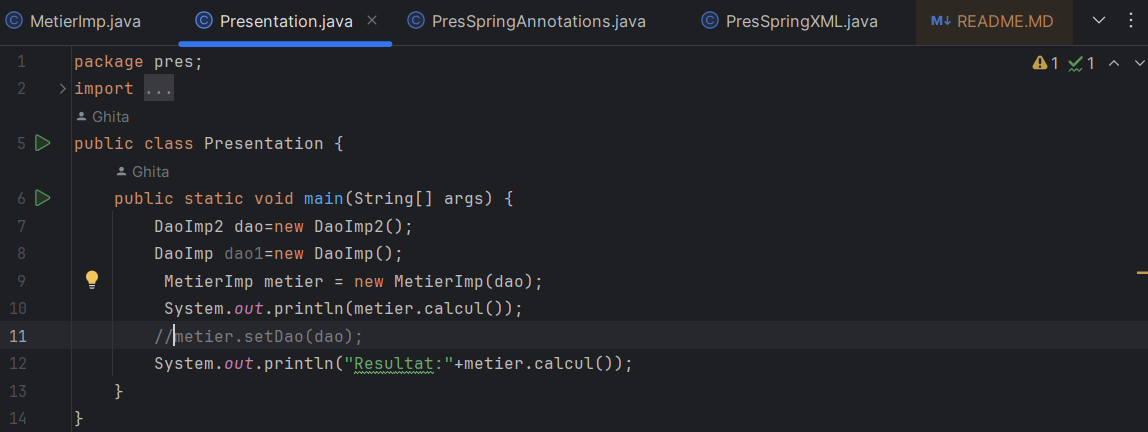 MetierImp.java Presentation.java PresSpringAnnotations.java PresSpringXML.java M↓ README.MD
1 package pres; 1 1
2 import ...
Ghita
5 public class Presentation {
Ghita
6 public static void main(String[] args) {
7 DaoImp2 dao=new DaoImp2();
8 DaoImp dao1=new DaoImp();
9 MetierImp metier = new MetierImp(dao);
10 System.out.println(metier.calcul());
11 //metier.setDao(dao);
12 System.out.println("Resultat:"+metier.calcul());
13 }
14 }